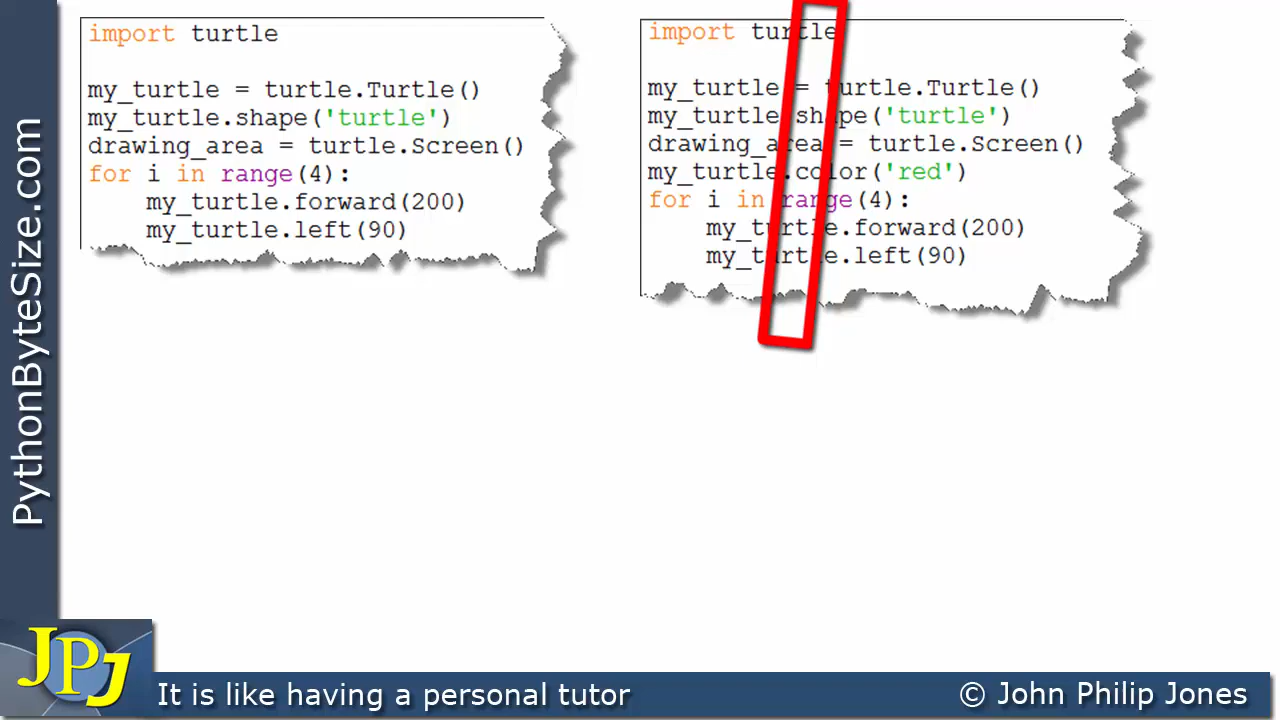 import turtle
my_turtle = turtle.Turtle()
my_turtle.shape('turtle')
drawing_area = turtle.Screen()
for i in range(4):
    my_turtle.forward(200)
    my_turtle.left(90)
import turtle
my_turtle = turtle.Turtle()
my_turtle.shape('turtle')
drawing_area = turtle.Screen()
my_turtle.color('red')
for i in range(4):
    my_turtle.forward(200)
    my_turtle.left(90)
PythonByteSize.com
JPJ
It is like having a personal tutor
© John Philip Jones